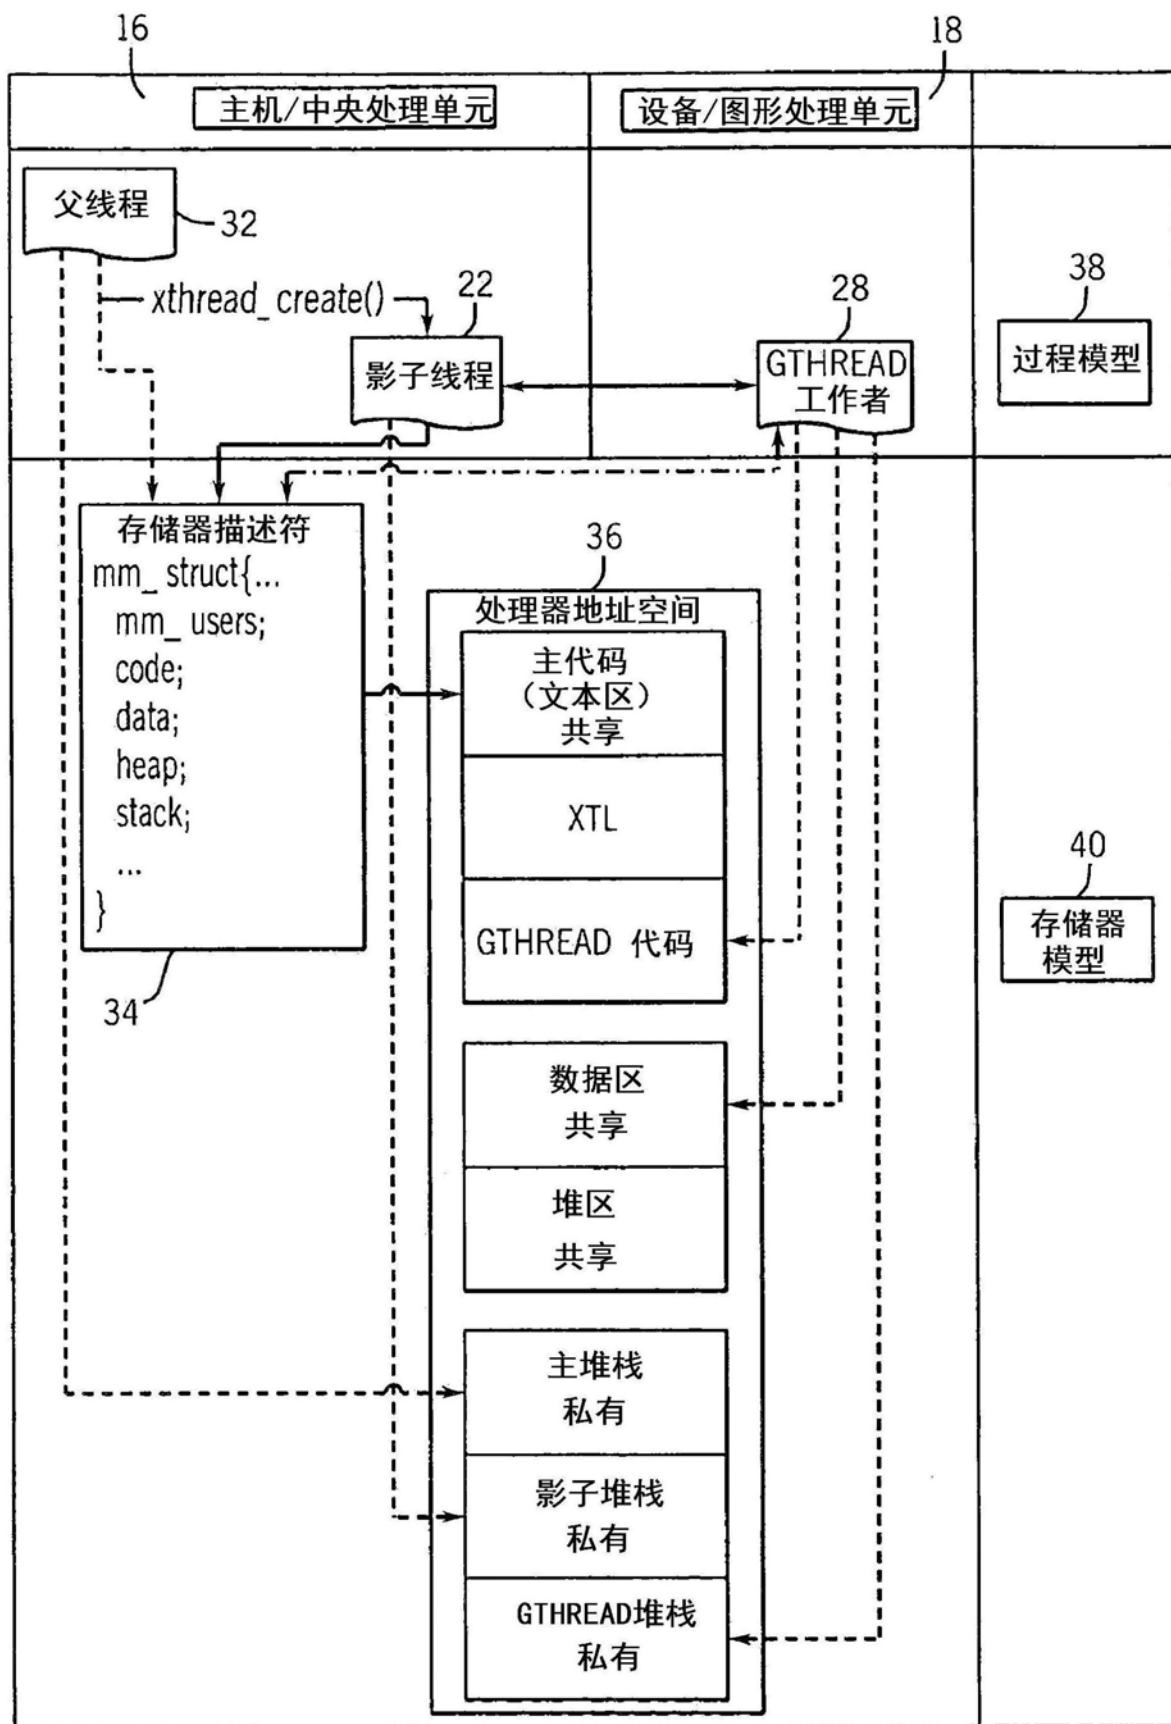 16
18
主机/中央处理单元
设备/图形处理单元
父线程
32
xthread_create()
22
影子线程
28
GTHREAD
工作者
38
过程模型
存储器描述符
mm_ struct{...
mm_ users;
code;
data;
heap;
stack;
...
}
34
36
处理器地址空间
主代码
（文本区）
共享
XTL
GTHREAD 代码
数据区
共享
堆区
共享
主堆栈
私有
影子堆栈
私有
GTHREAD堆栈
私有
40
存储器
模型